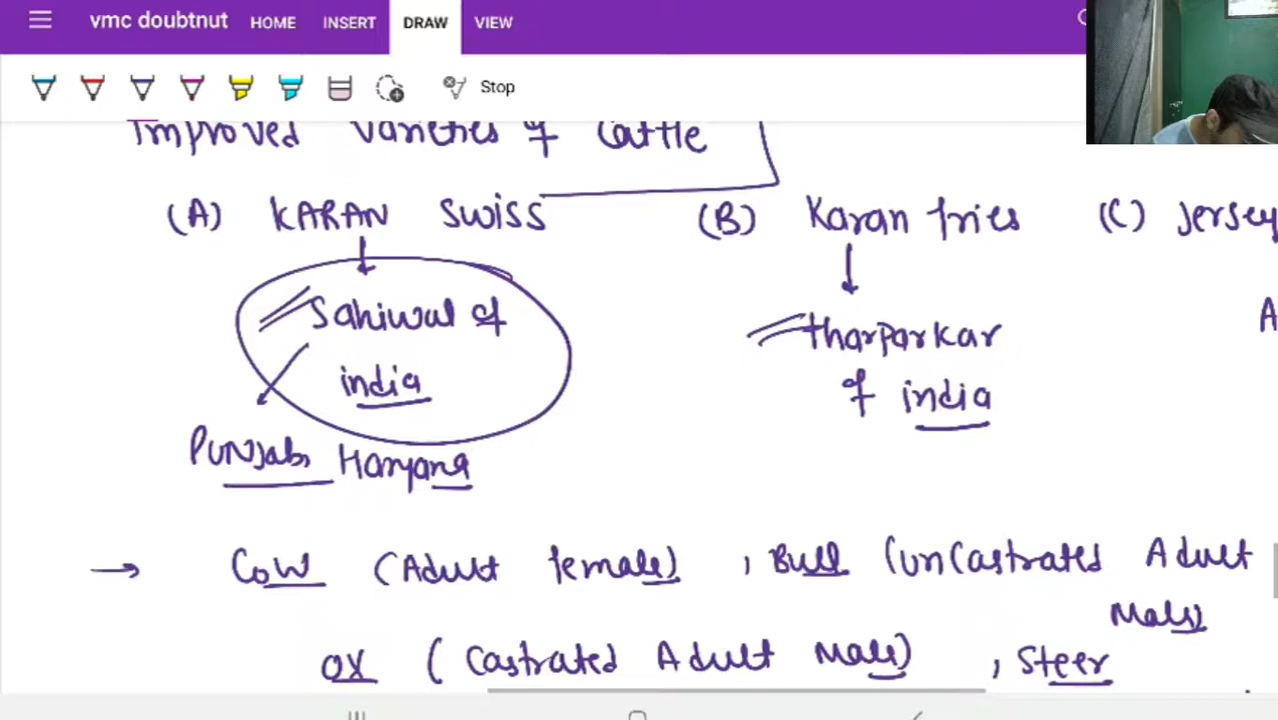 vmc doubtnut HOME INSERT DRAW VIEW
Stop
Improved Varieties of Cattle
(A) KARAN SWISS (B) Karan fries (C) Jersey
Sahiwal of tharparkar A
india of india
Punjab, Haryana
→ Cow (Adult female) , Bull (uncastrated Adult
Male)
OX (Castrated Adult Male) , Steer